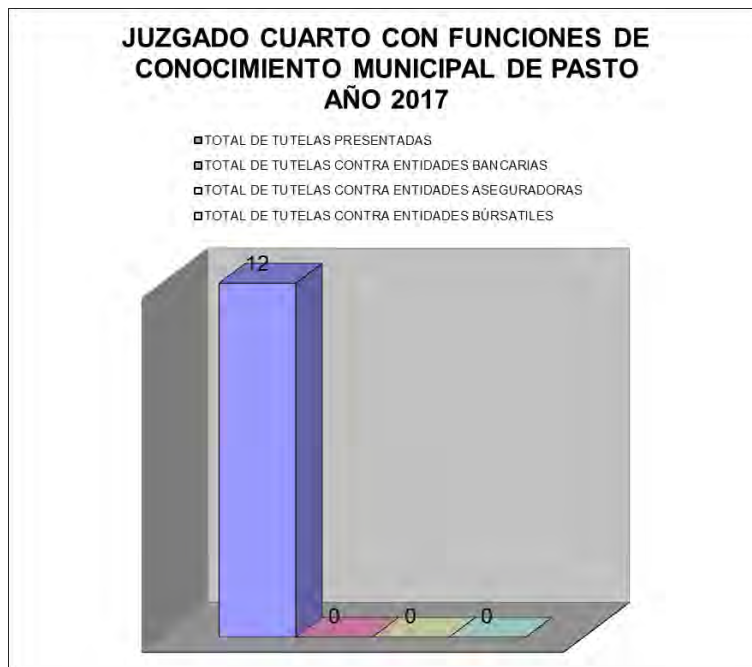 JUZGADO CUARTO CON FUNCIONES DE
CONOCIMIENTO MUNICIPAL DE PASTO
AÑO 2017
TOTAL DE TUTELAS PRESENTADAS
TOTAL DE TUTELAS CONTRA ENTIDADES BANCARIAS
TOTAL DE TUTELAS CONTRA ENTIDADES ASEGURADORAS
TOTAL DE TUTELAS CONTRA ENTIDADES BÚRSATILES
12
0 0 0